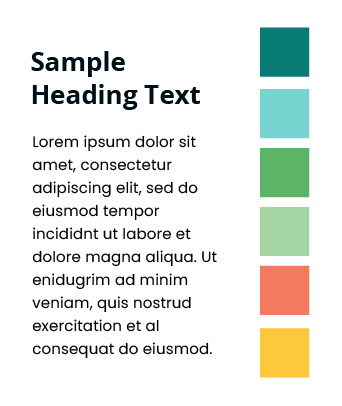 Sample
Heading Text
Lorem ipsum dolor sit
amet, consectetur
adipiscing elit, sed do
eiusmod tempor
incididnt ut labore et
dolore magna aliqua. Ut
enidugrim ad minim
veniam, quis nostrud
exercitation et al
consequat do eiusmod.